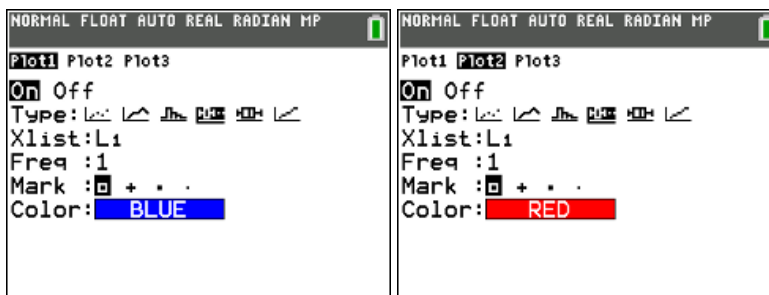 NORMAL FLOAT AUTO REAL RADIAN MP
Plot1 Plot2 Plot3
On Off
Type:
Xlist:L₁
Freq :1
Mark :
Color: BLUE
NORMAL FLOAT AUTO REAL RADIAN MP
Plot1 Plot2 Plot3
On Off
Type:
Xlist:L₁
Freq :1
Mark :
Color: RED